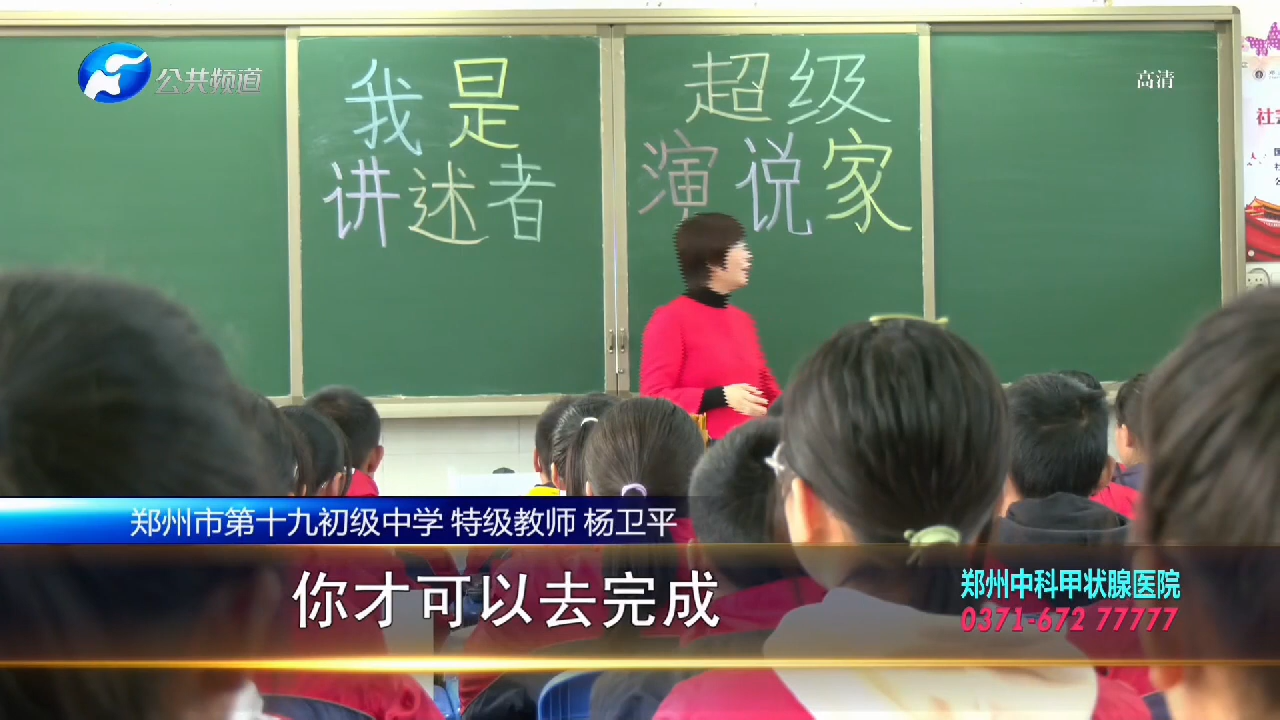 公共频道
高清
我是
讲述者
超级
演说家
社
郑州市第十九初级中学 特级教师 杨卫平
你才可以去完成
郑州中科甲状腺医院
0371-672 77777